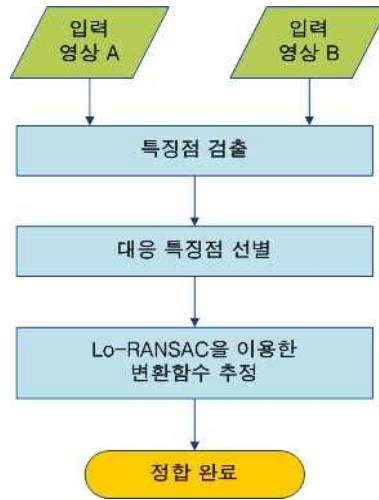 입력
영상 A
입력
영상 B
특징점 검출
대응 특징점 선별
Lo-RANSAC을 이용한
변환함수 추정
정합 완료